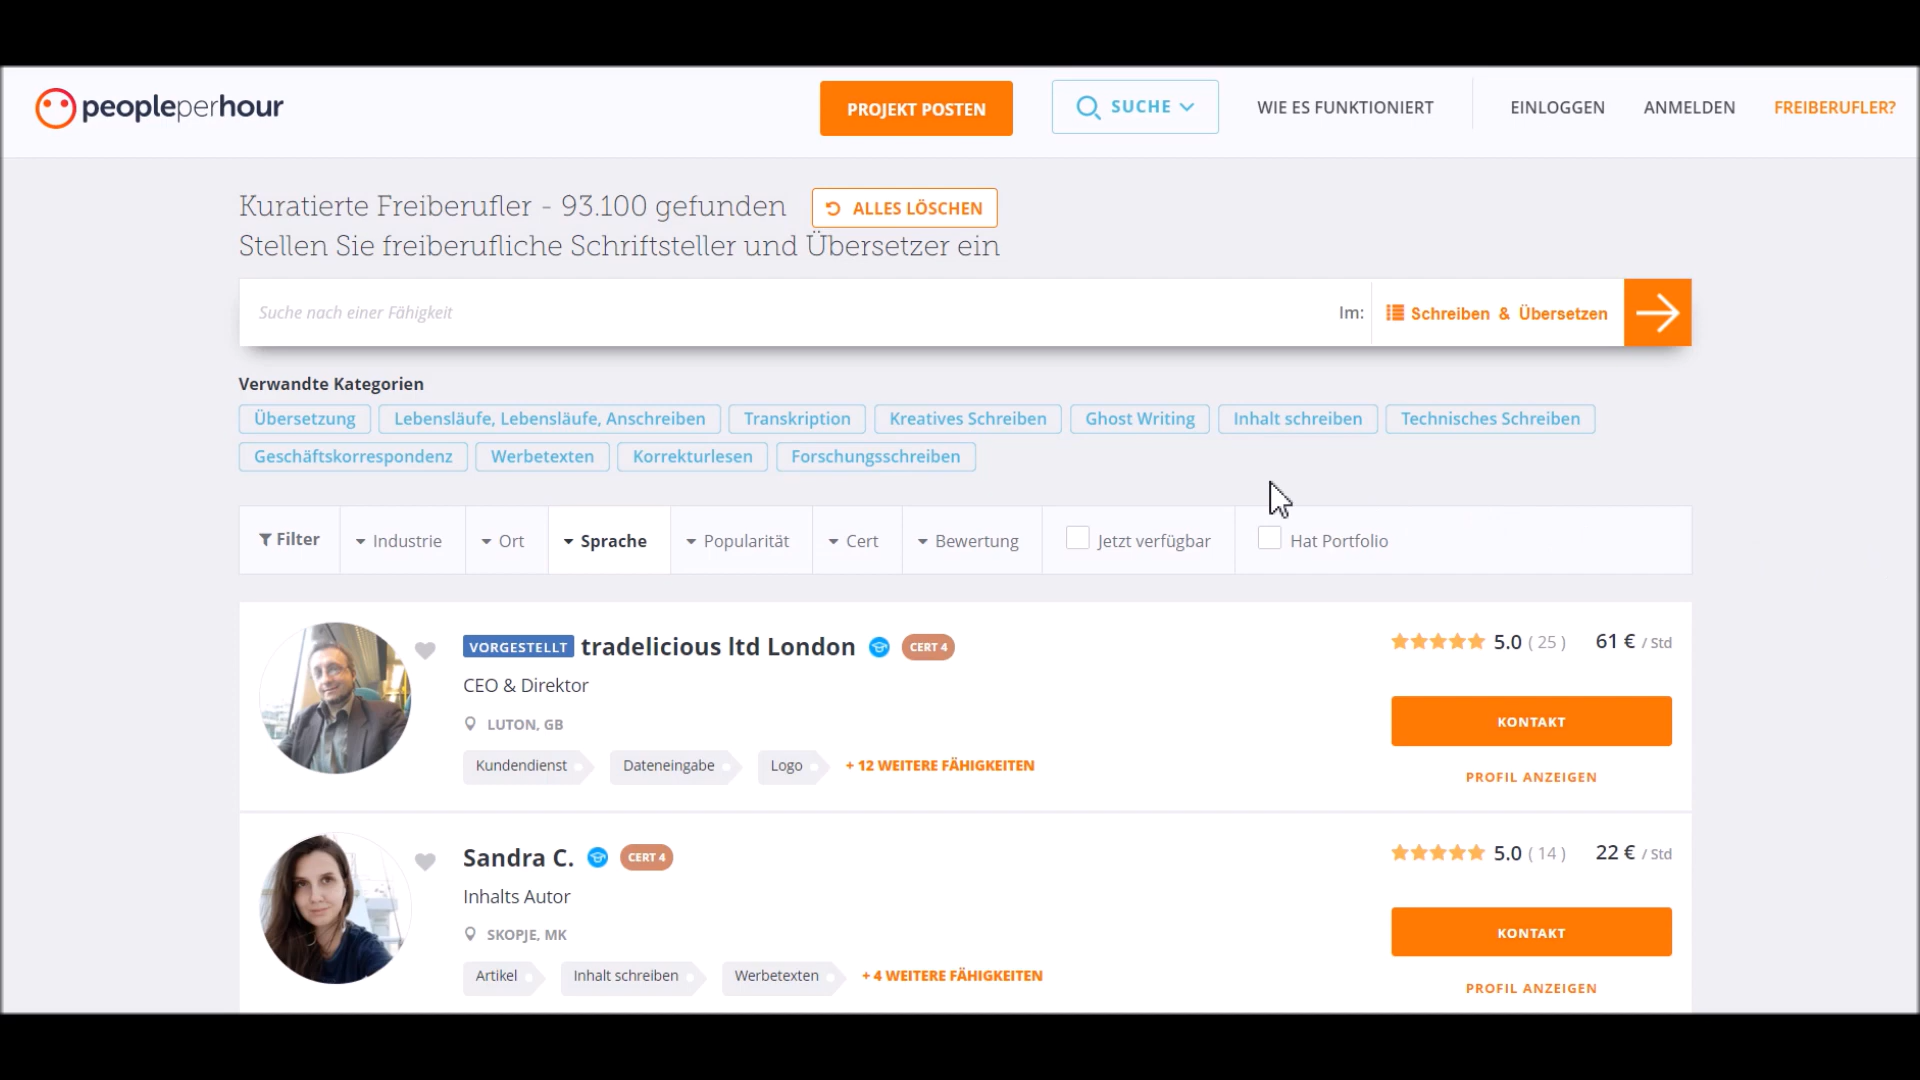 peopleperhour
PROJEKT POSTEN
SUCHE
WIE ES FUNKTIONIERT
EINLOGGEN
ANMELDEN
FREIBERUFLER?
Kuratierte Freiberufler - 93.100 gefunden
ALLES LÖSCHEN
Stellen Sie freiberufliche Schriftsteller und Übersetzer ein
Suche nach einer Fähigkeit
Im:
Schreiben & Übersetzen
Verwandte Kategorien
Übersetzung
Lebensläufe, Lebensläufe, Anschreiben
Transkription
Kreatives Schreiben
Ghost Writing
Inhalt schreiben
Technisches Schreiben
Geschäftskorrespondenz
Werbetexten
Korrekturlesen
Forschungsschreiben
Filter
Industrie
Ort
Sprache
Popularität
Cert
Bewertung
Jetzt verfügbar
Hat Portfolio
VORGESTELLT tradelicious ltd London CERT 4
5.0 ( 25 ) 61 € / Std
CEO & Direktor
LUTON, GB
KONTAKT
Kundendienst
Dateneingabe
Logo
+ 12 WEITERE FÄHIGKEITEN
PROFIL ANZEIGEN
Sandra C. CERT 4
5.0 ( 14 ) 22 € / Std
Inhalts Autor
SKOPJE, MK
KONTAKT
Artikel
Inhalt schreiben
Werbetexten
+ 4 WEITERE FÄHIGKEITEN
PROFIL ANZEIGEN